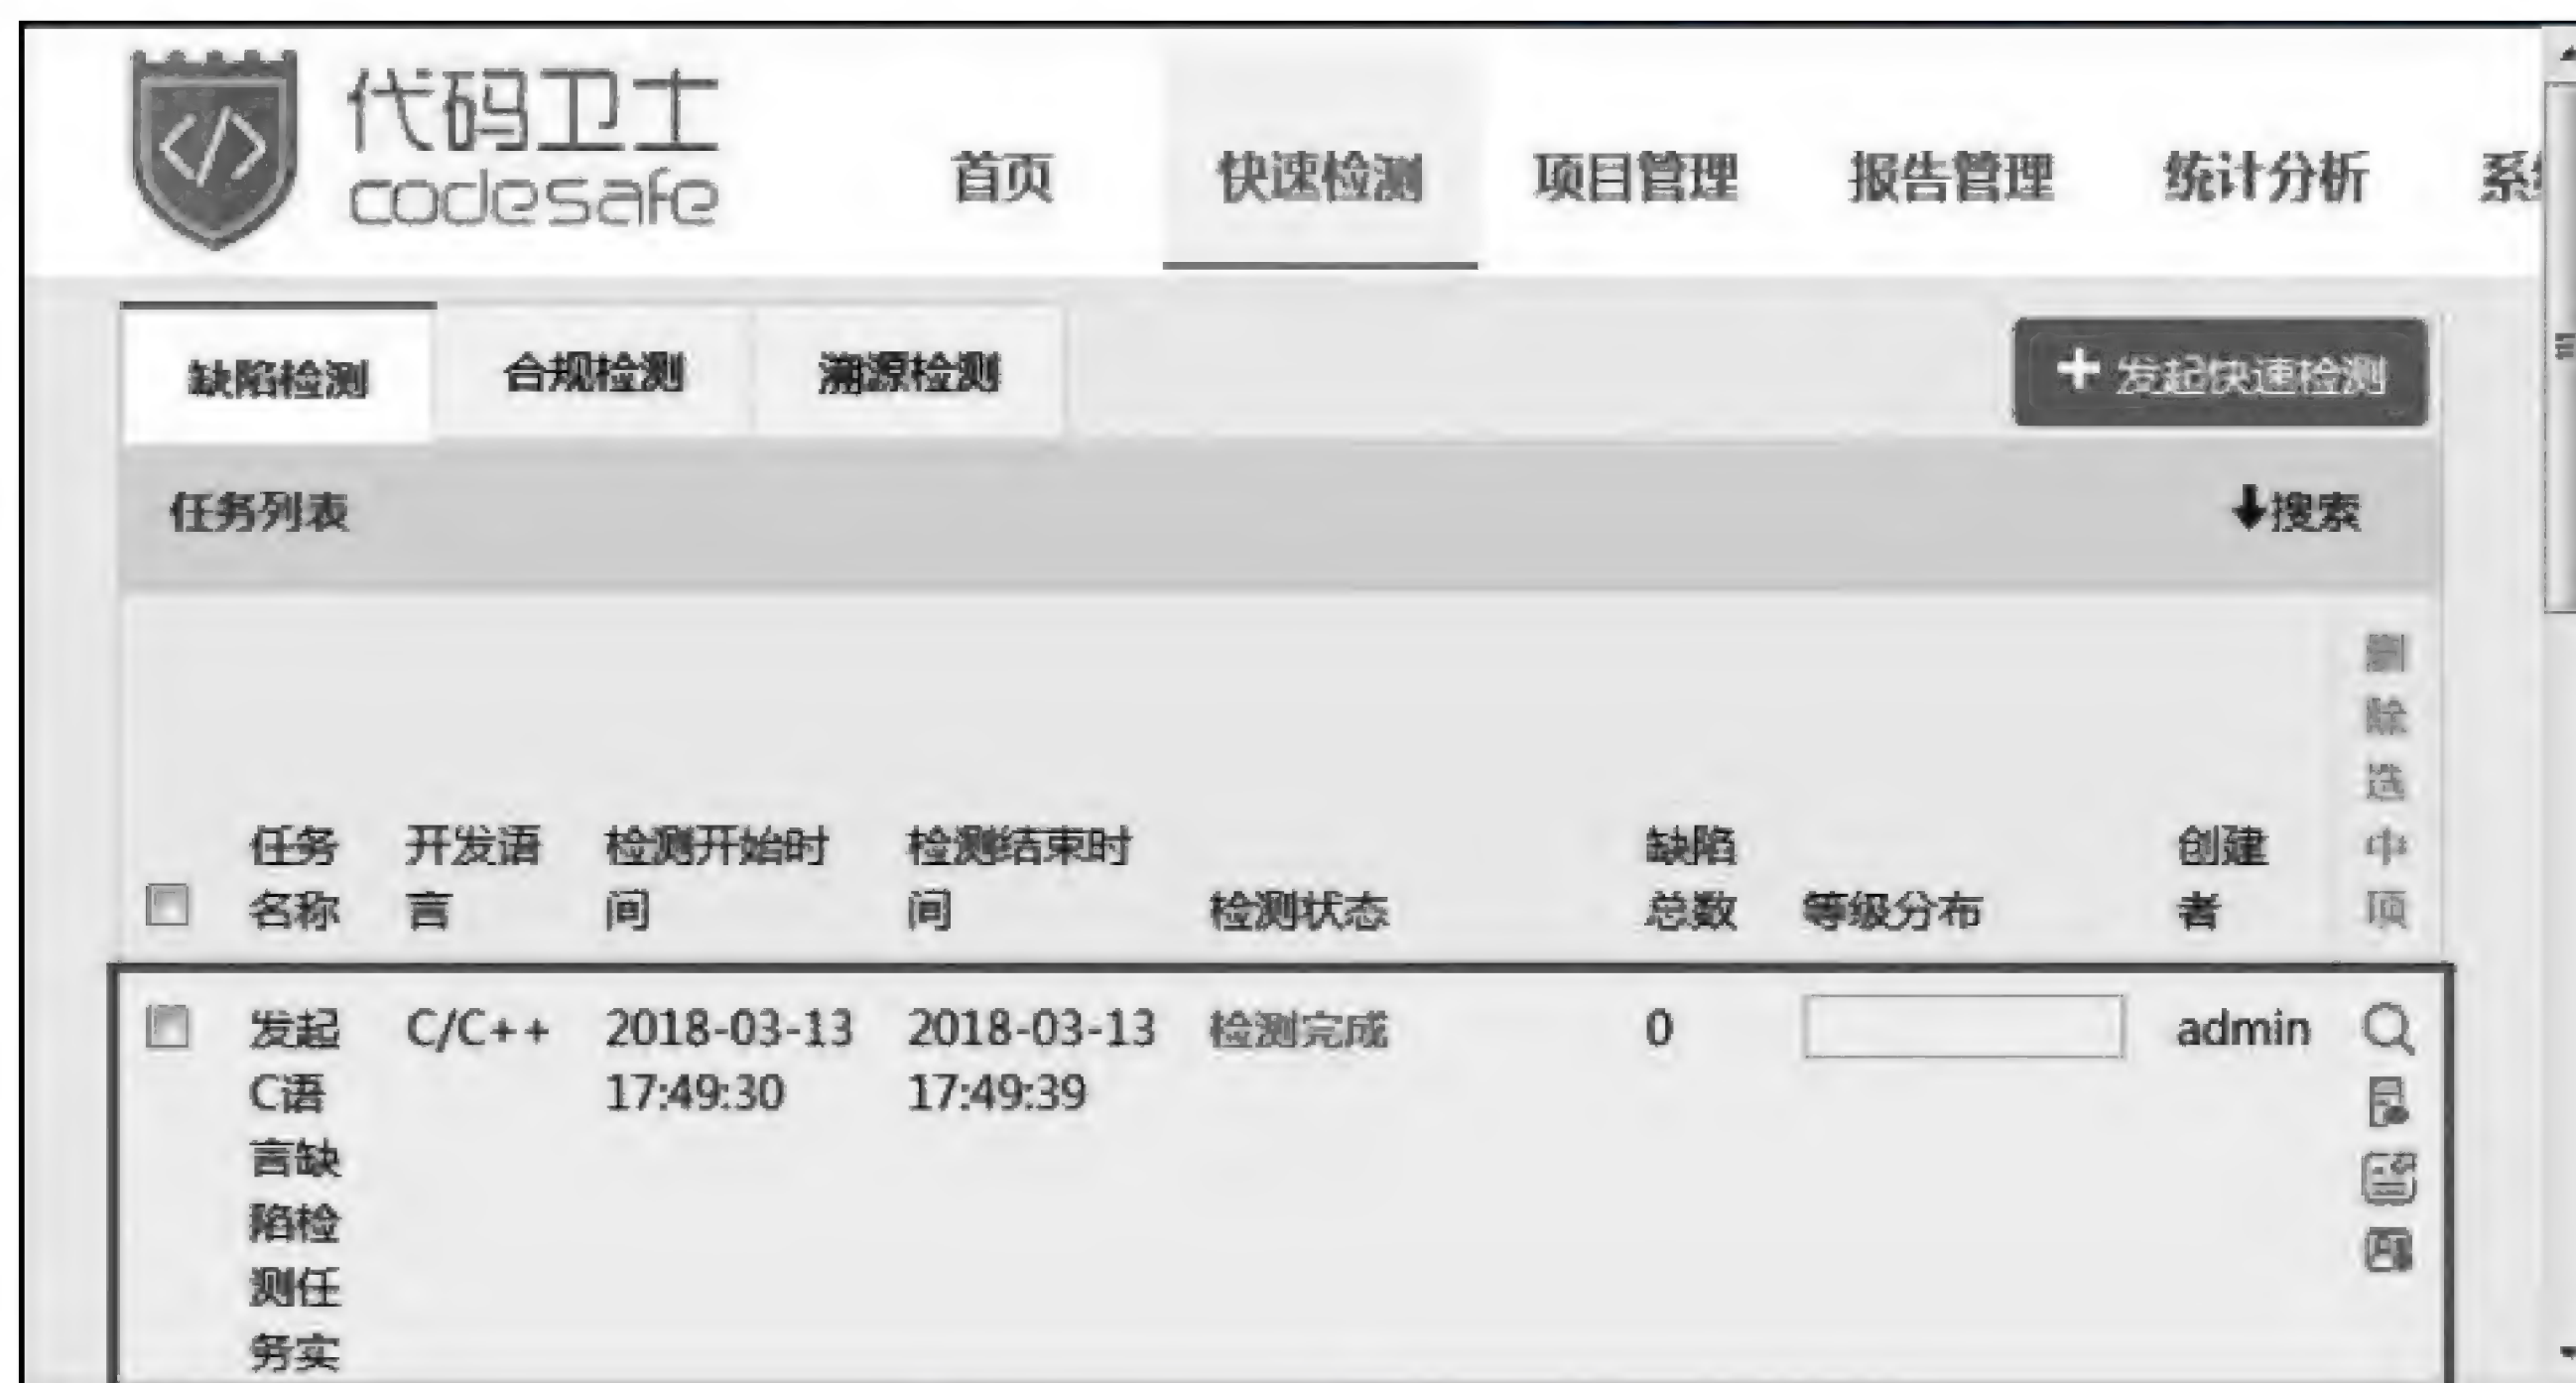 代码卫士
codesafe
首页 快速检测 项目管理 报告管理 统计分析
缺陷检测 合规检测 溯源检测 + 发起快速检测
任务列表 搜索
删
除
选
中
项
任务 开发语 检测开始时 检测结束时 缺陷 创建
名称 言 间 间 检测状态 总数 等级分布 者
发起 C/C++ 2018-03-13 2018-03-13 检测完成 0 admin
C语 17:49:30 17:49:39
言缺
陷检
测任
务实